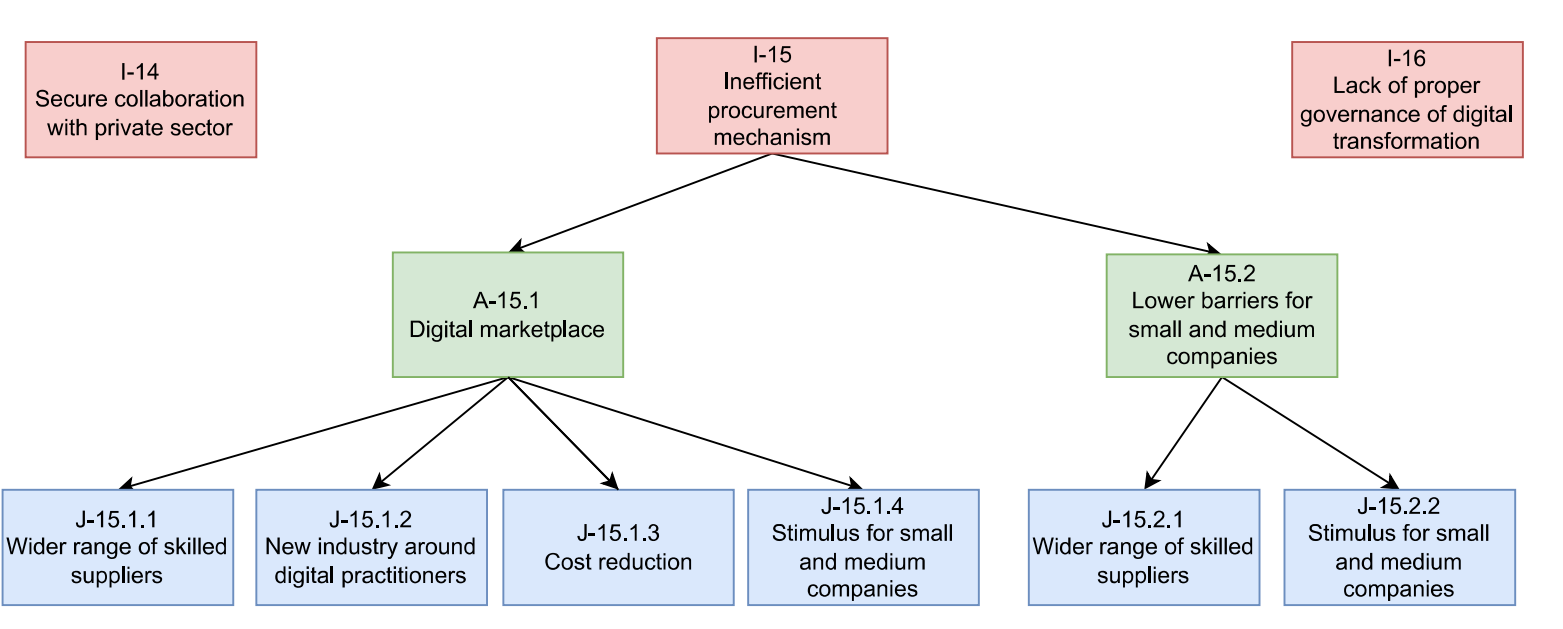 I-14
Secure collaboration
with private sector
I-15
Inefficient
procurement
mechanism
I-16
Lack of proper
governance of digital
transformation
A-15.1
Digital marketplace
A-15.2
Lower barriers for
small and medium
companies
J-15.1.1
Wider range of skilled
suppliers
J-15.1.2
New industry around
digital practitioners
J-15.1.3
Cost reduction
J-15.1.4
Stimulus for small
and medium
companies
J-15.2.1
Wider range of skilled
suppliers
J-15.2.2
Stimulus for small
and medium
companies